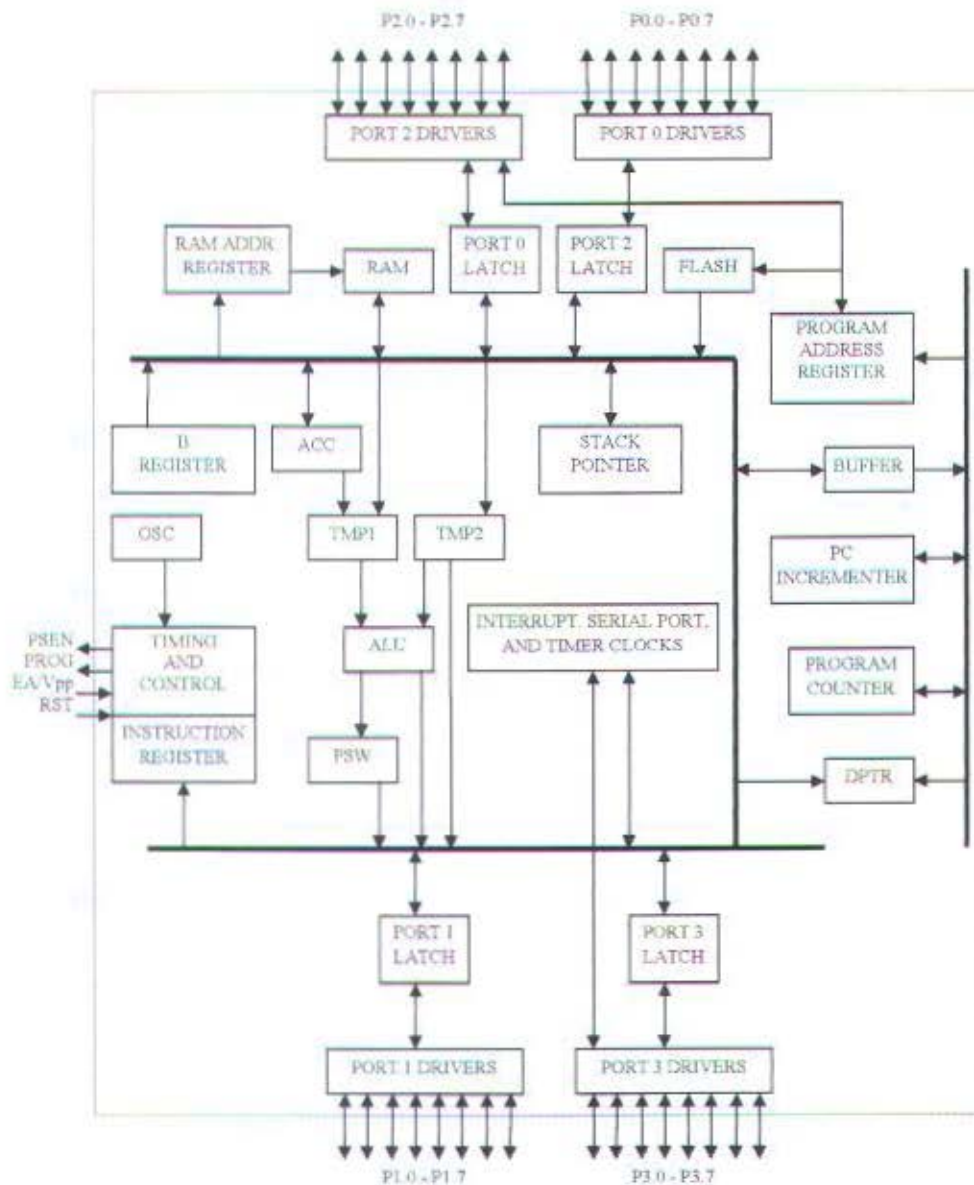 P2.0 - P2.7
P0.0 - P0.7
PORT 2 DRIVERS
PORT 0 DRIVERS
RAM ADDR
REGISTER
RAM
PORT 0
LATCH
PORT 2
LATCH
FLASH
PROGRAM
ADDRESS
REGISTER
B
REGISTER
ACC
STACK
POINTER
BUFFER
OSC
TMP1
TMP2
PC
INCREMENTER
PSEN
PROG
EA/Vpp
RST
TIMING
AND
CONTROL
INSTRUCTION
REGISTER
ALU
INTERRUPT. SERIAL PORT,
AND TIMER CLOCKS
PROGRAM
COUNTER
PSW
DPTR
PORT 1
LATCH
PORT 3
LATCH
PORT 1 DRIVERS
PORT 3 DRIVERS
P1.0 - P1.7
P3.0 - P3.7